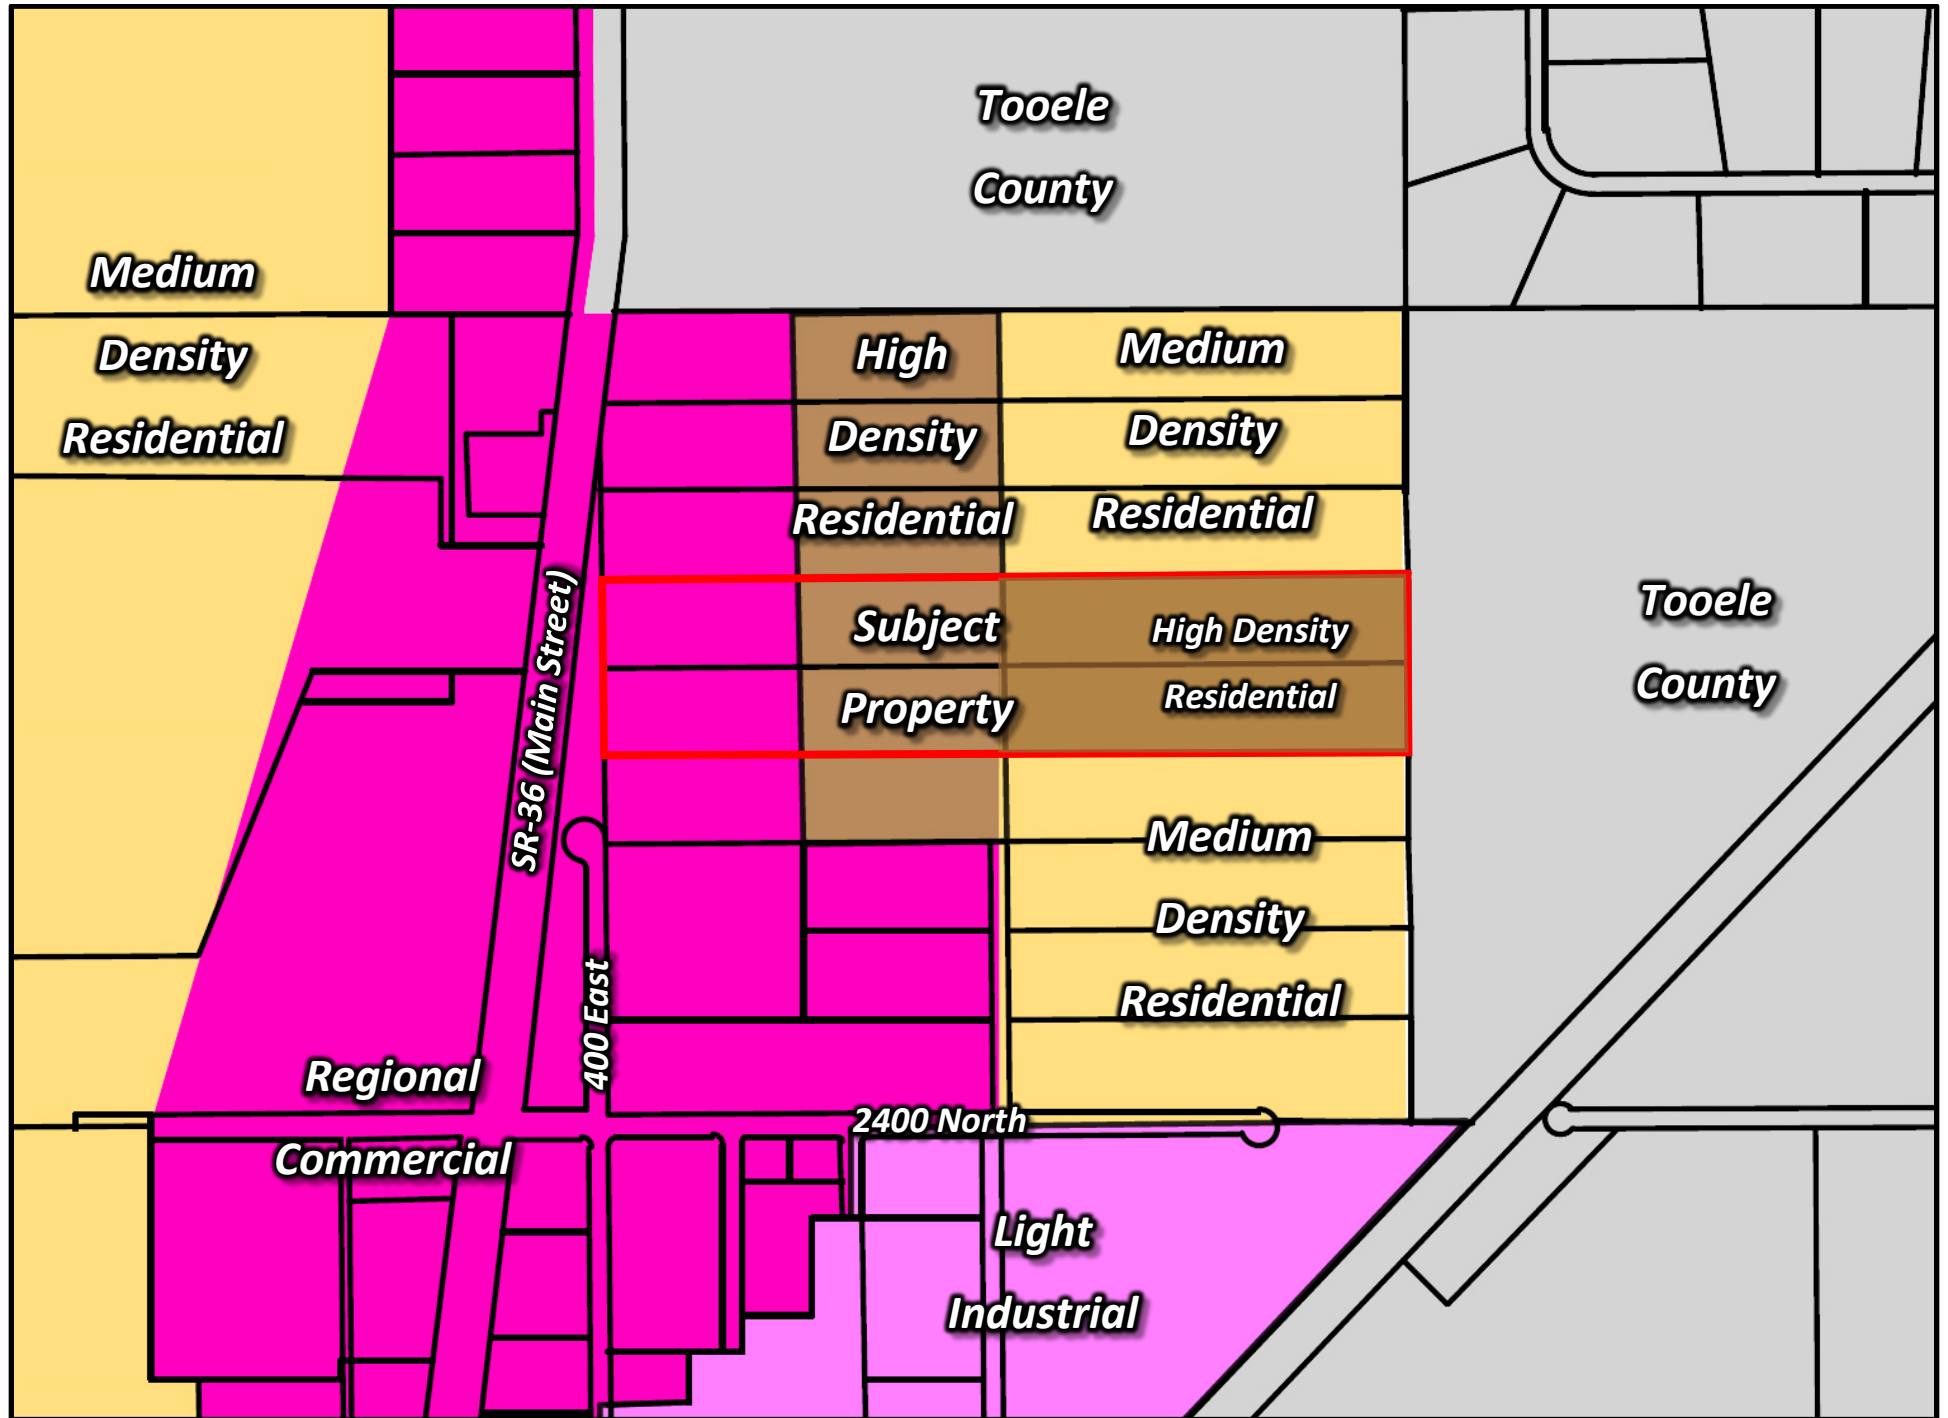 Tooele
County
Medium
Density
Residential
High
Density
Residential
Medium
Density
Residential
Subject
Property
High Density
Residential
Tooele
County
SR-36 (Main Street)
Medium
Density
Residential
400 East
Regional
Commercial
2400 North
Light
Industrial